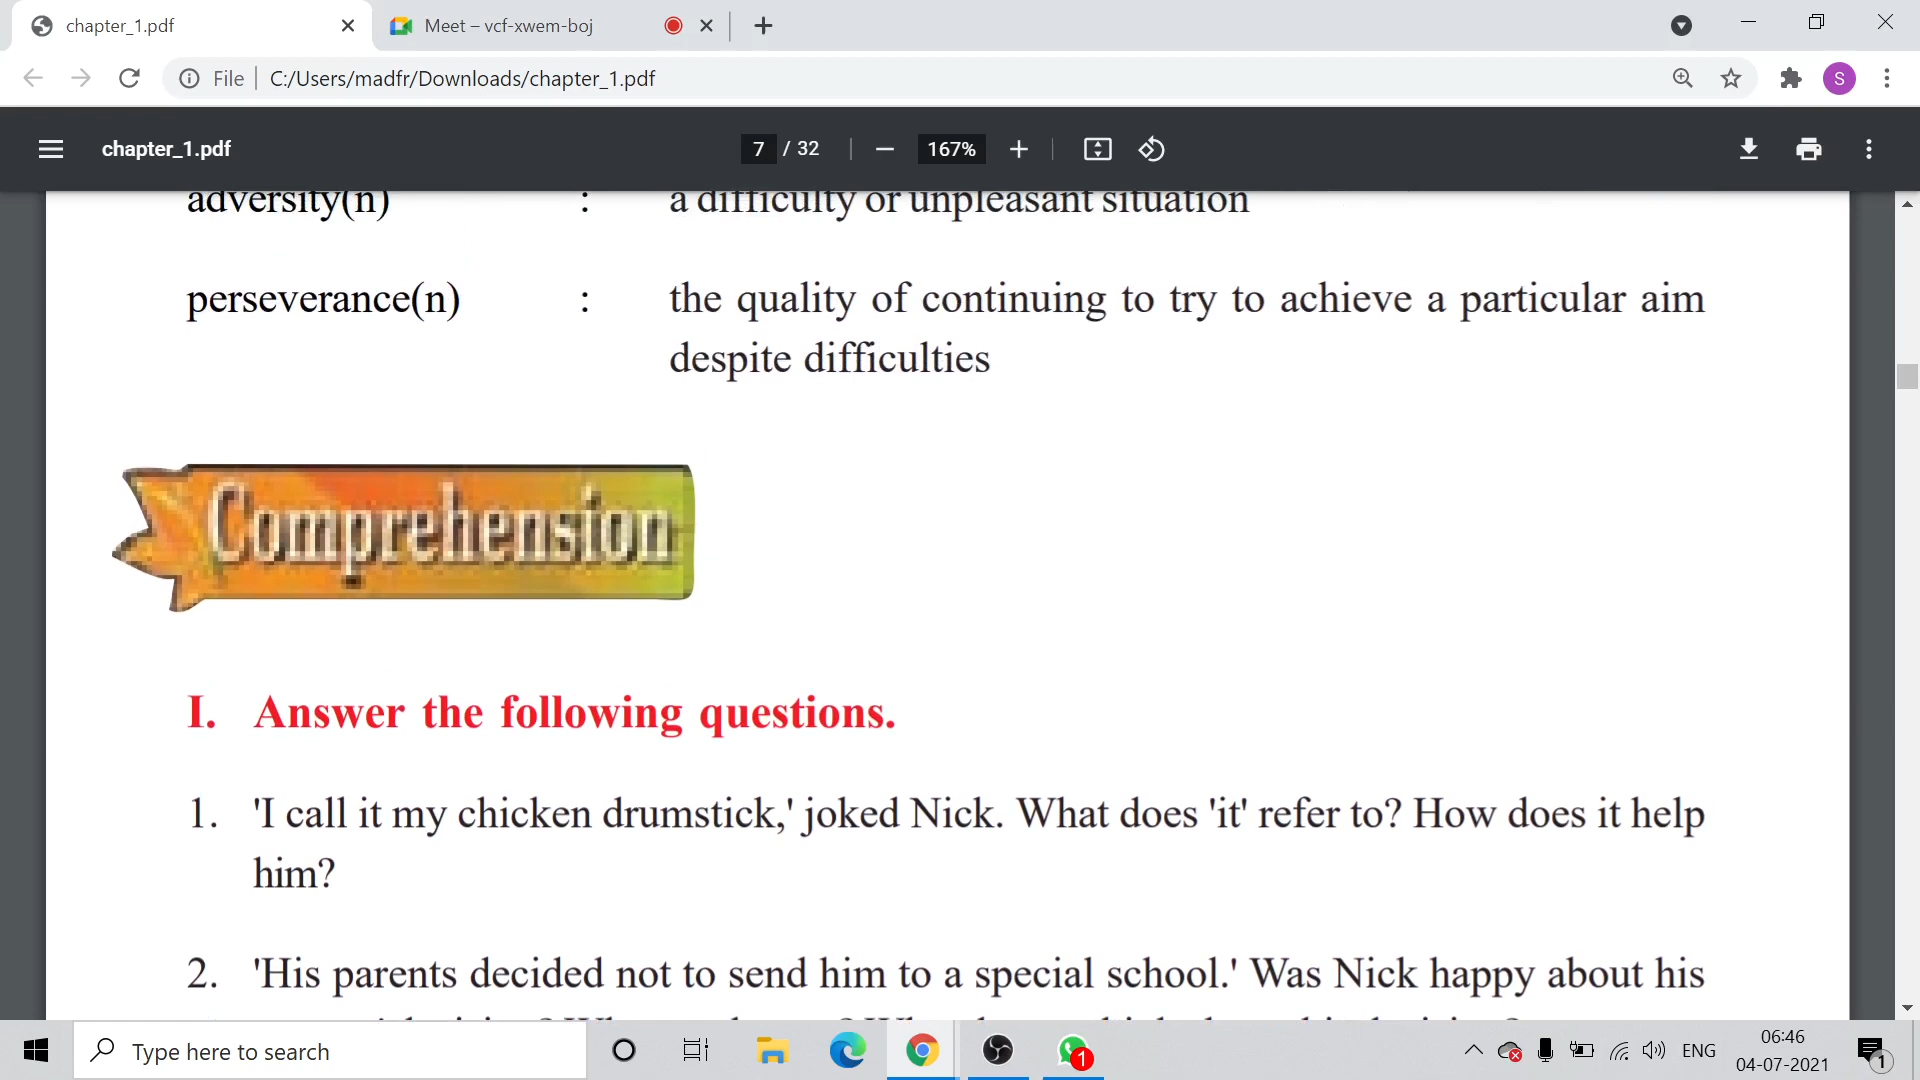 chapter_1.pdf
Meet – vcf-xwem-boj
File
C:/Users/madfr/Downloads/chapter_1.pdf
S
chapter_1.pdf
7 / 32
167%
adversity(n) : a difficulty or unpleasant situation
perseverance(n) : the quality of continuing to try to achieve a particular aim
despite difficulties
Comprehension
I. Answer the following questions.
1. 'I call it my chicken drumstick,' joked Nick. What does 'it' refer to? How does it help
him?
2. 'His parents decided not to send him to a special school.' Was Nick happy about his
Type here to search
1
ENG
06:46
04-07-2021
1